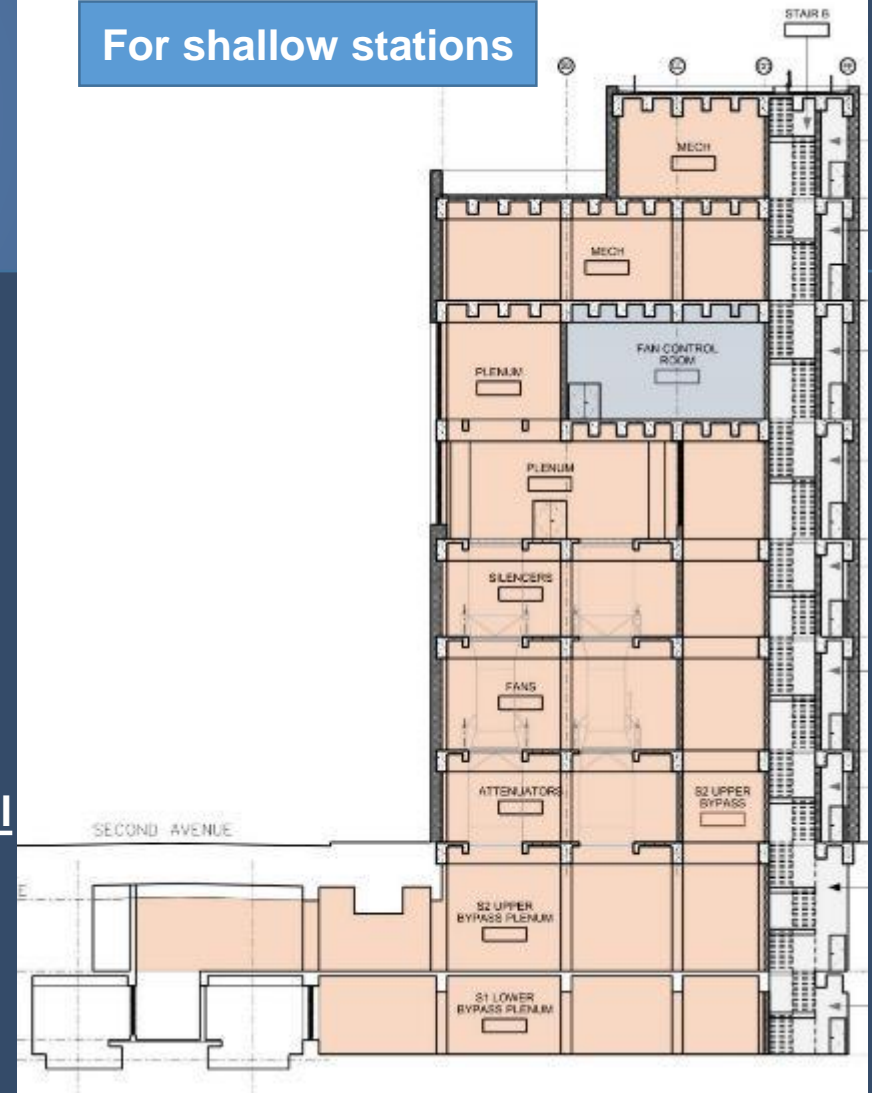 For shallow stations
STAIR 6
MECH
MECH
FAN CONTROL
ROOM
PLENUM
PLENUM
SILENCERS
FANS
ATTENUATORS
S2 UPPER
BYPASS
SECOND AVENUE
S2 UPPER
BYPASS PLENUM
S1 LOWER
BYPASS PLENUM